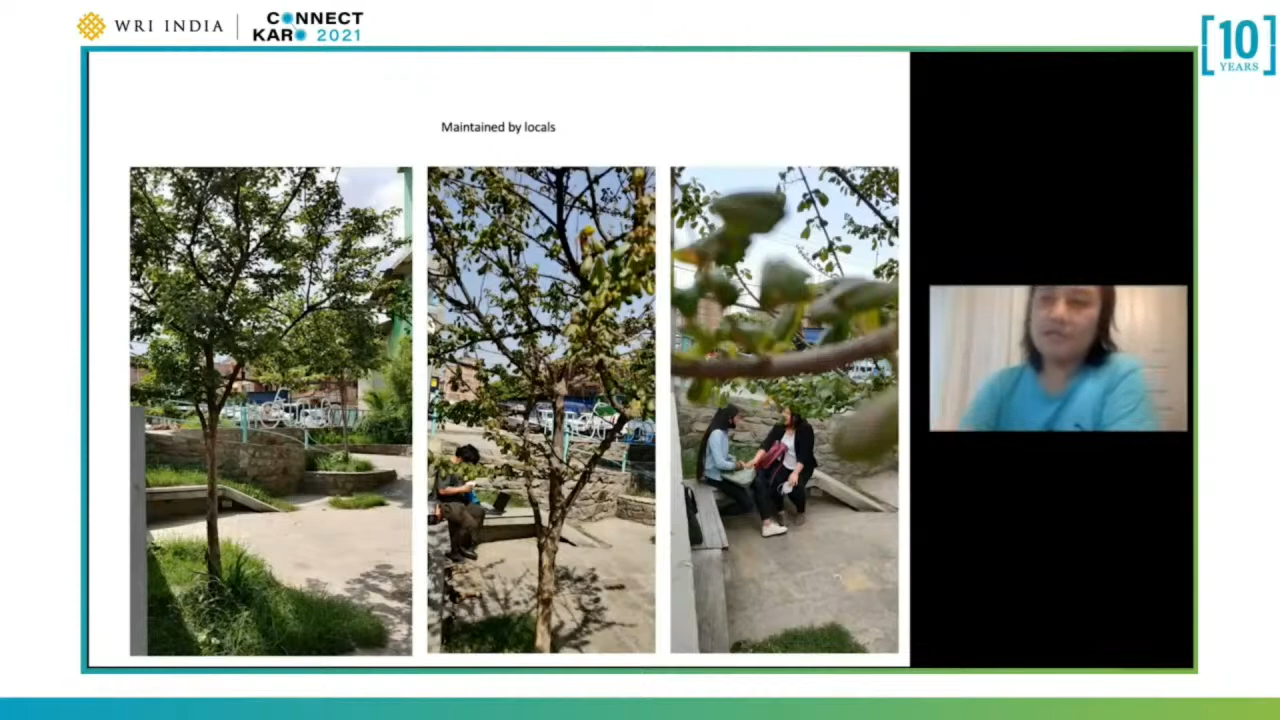 WRI INDIA
CONNECT
KARO 2021
10
YEARS
Maintained by locals